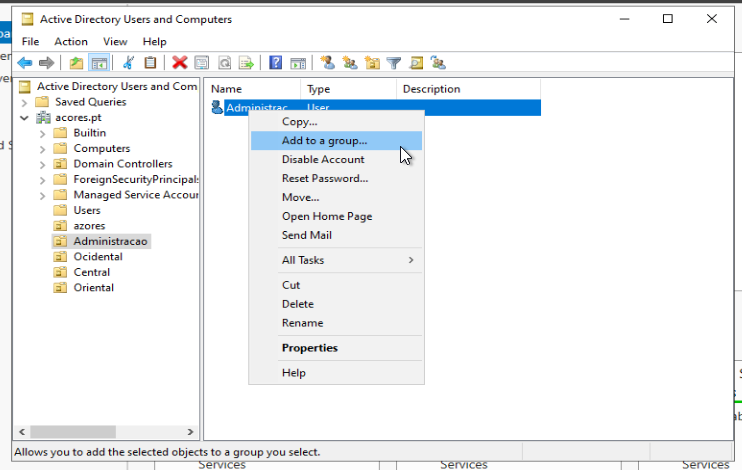 Active Directory Users and Computers
File Action View Help
Active Directory Users and Com
Saved Queries
acores.pt
Builtin
Computers
Domain Controllers
ForeignSecurityPrincipals
Managed Service Accour
Users
azores
Administracao
Ocidental
Central
Oriental
Name Type Description
Administrac... User
Copy...
Add to a group...
Disable Account
Reset Password...
Move...
Open Home Page
Send Mail
All Tasks
Cut
Delete
Rename
Properties
Help
Allows you to add the selected objects to a group you select.
Services Services Services